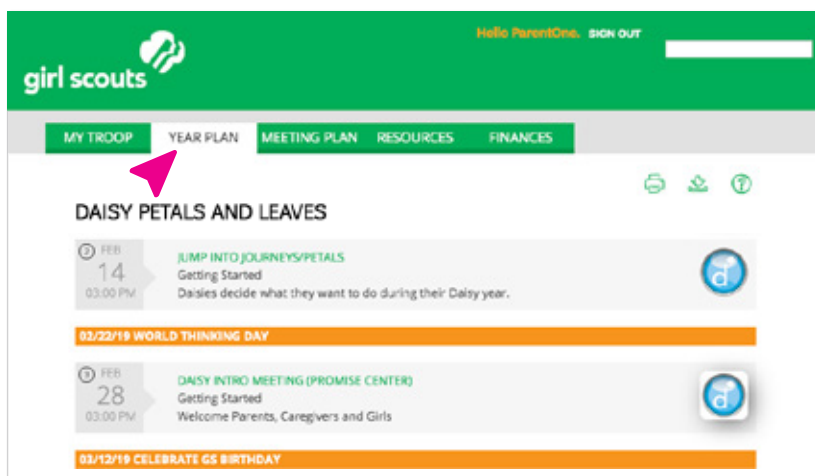 Hello ParentOne. SIGN OUT
girl scouts
MY TROOP YEAR PLAN MEETING PLAN RESOURCES FINANCES
DAISY PETALS AND LEAVES
2 FEB
14
03:00 PM
JUMP INTO JOURNEYS/PETALS
Getting Started
Daisies decide what they want to do during their Daisy year.
d
02/22/19 WORLD THINKING DAY
3 FEB
28
03:00 PM
DAISY INTRO MEETING (PROMISE CENTER)
Getting Started
Welcome Parents, Caregivers and Girls
d
03/12/19 CELEBRATE GS BIRTHDAY